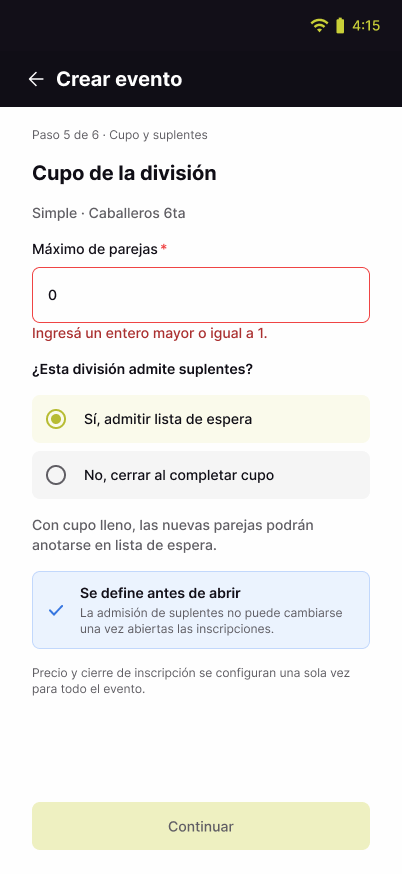 4:15
Crear evento
Paso 5 de 6 · Cupo y suplentes
Cupo de la división
Simple · Caballeros 6ta
Máximo de parejas *
0
Ingresá un entero mayor o igual a 1.
¿Esta división admite suplentes?
Sí, admitir lista de espera
No, cerrar al completar cupo
Con cupo lleno, las nuevas parejas podrán
anotarse en lista de espera.
Se define antes de abrir
La admisión de suplentes no puede cambiarse
una vez abiertas las inscripciones.
Precio y cierre de inscripción se configuran una sola vez
para todo el evento.
Continuar